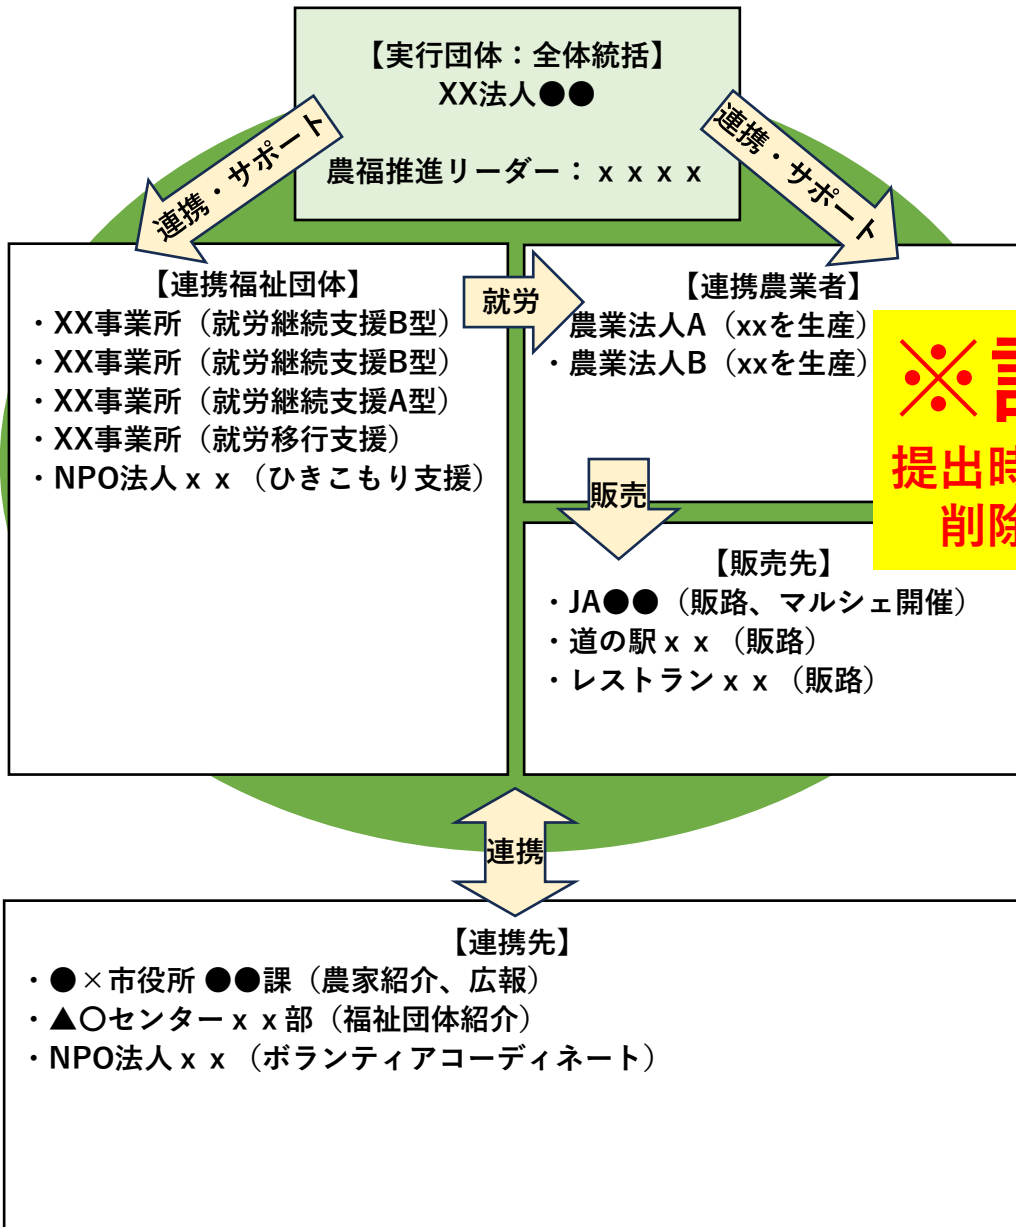 【実行団体：全体統括】
XX法人●●
農福推進リーダー：ｘｘｘｘ
連携・サポート
連携・サポート
【連携福祉団体】
・XX事業所（就労継続支援B型）
・XX事業所（就労継続支援B型）
・XX事業所（就労継続支援A型）
・XX事業所（就労移行支援）
・NPO法人ｘｘ（ひきこもり支援）
就労
【連携農業者】
農業法人A（xxを生産）
・農業法人B（xxを生産）
※
提出時
削除
販売
【販売先】
・JA●●（販路、マルシェ開催）
・道の駅ｘｘ（販路）
・レストランｘｘ（販路）
連携
【連携先】
・●×市役所 ●●課（農家紹介、広報）
・▲〇センターｘｘ部（福祉団体紹介）
・NPO法人ｘｘ（ボランティアコーディネート）